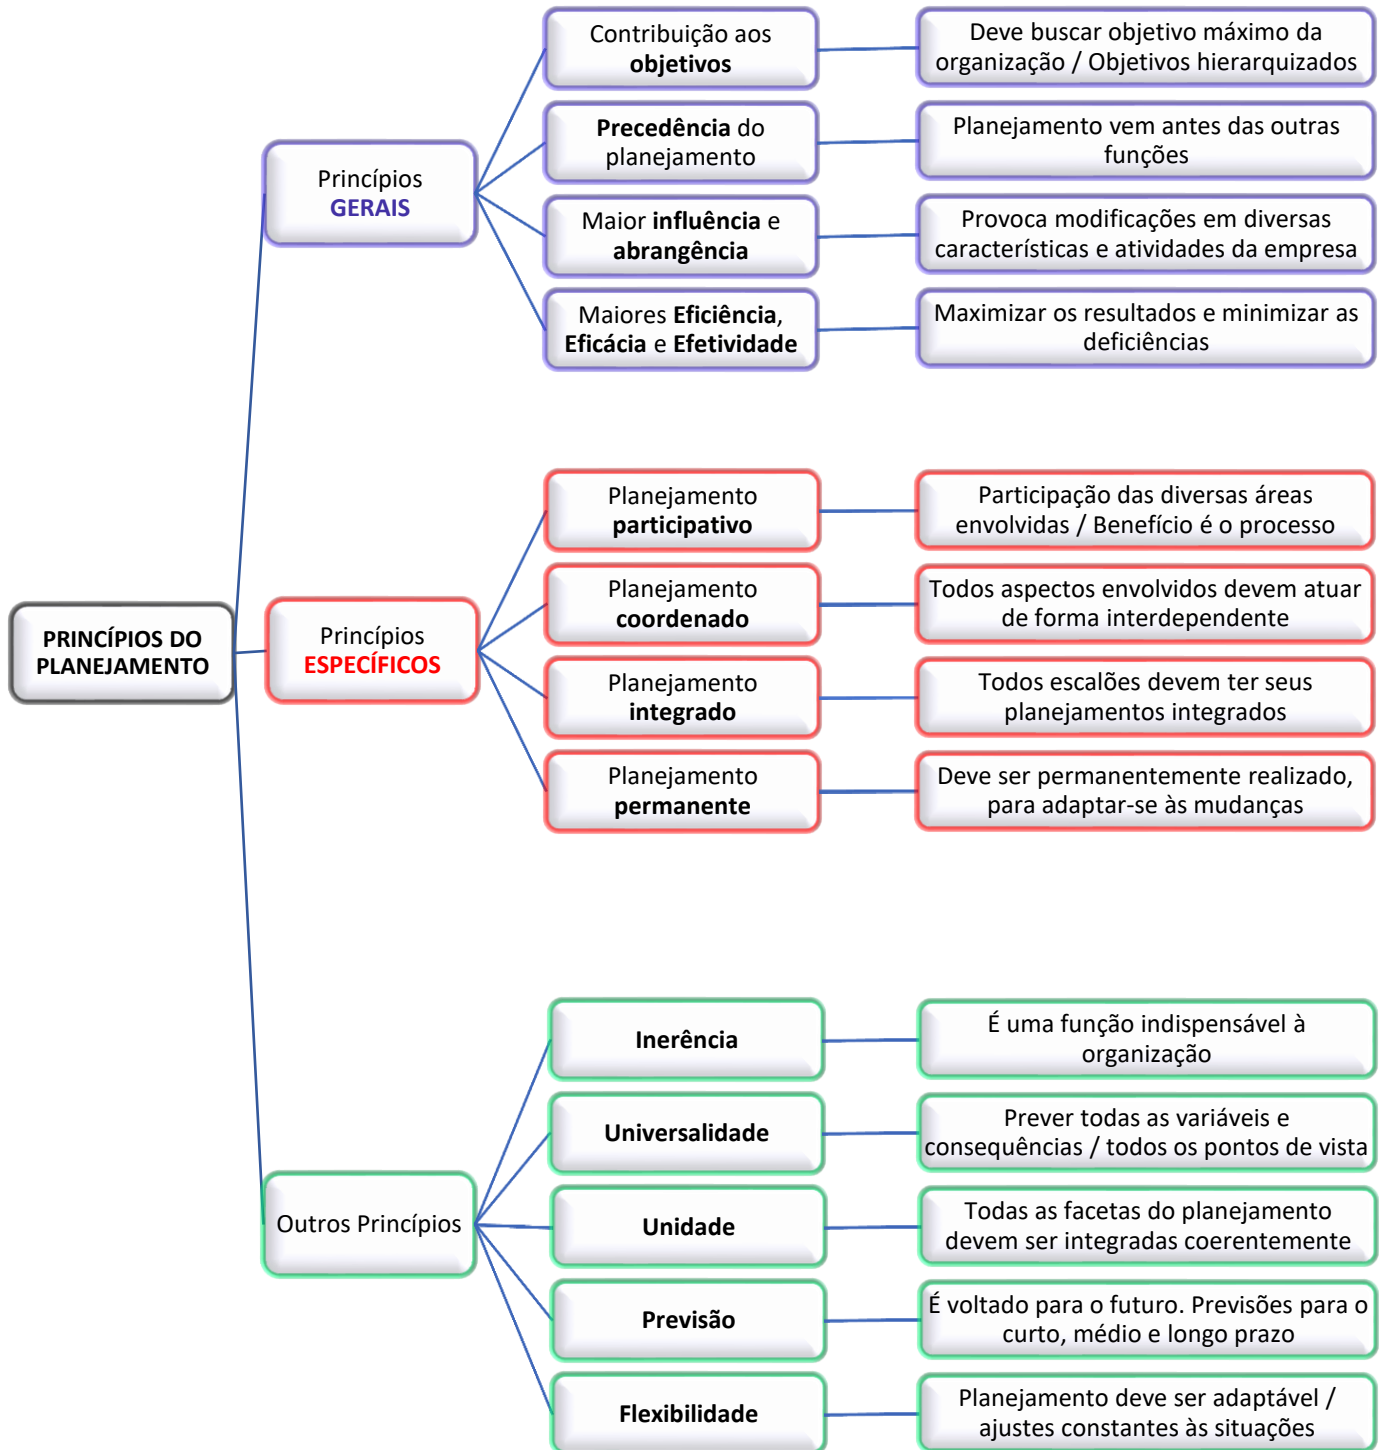 Contribuição aos
objetivos
Deve buscar objetivo máximo da
organização / Objetivos hierarquizados
Precedência do
planejamento
Planejamento vem antes das outras
funções
Princípios
GERAIS
Maior influência e
abrangência
Provoca modificações em diversas
características e atividades da empresa
Maiores Eficiência,
Eficácia e Efetividade
Maximizar os resultados e minimizar as
deficiências
Planejamento
participativo
Participação das diversas áreas
envolvidas / Benefício é o processo
Planejamento
coordenado
Todos aspectos envolvidos devem atuar
de forma interdependente
PRINCÍPIOS DO
PLANEJAMENTO
Princípios
ESPECÍFICOS
Planejamento
integrado
Todos escalões devem ter seus
planejamentos integrados
Planejamento
permanente
Deve ser permanentemente realizado,
para adaptar-se às mudanças
Inerência
É uma função indispensável à
organização
Universalidade
Prever todas as variáveis e
consequências / todos os pontos de vista
Outros Princípios
Unidade
Todas as facetas do planejamento
devem ser integradas coerentemente
Previsão
É voltado para o futuro. Previsões para o
curto, médio e longo prazo
Flexibilidade
Planejamento deve ser adaptável /
ajustes constantes às situações